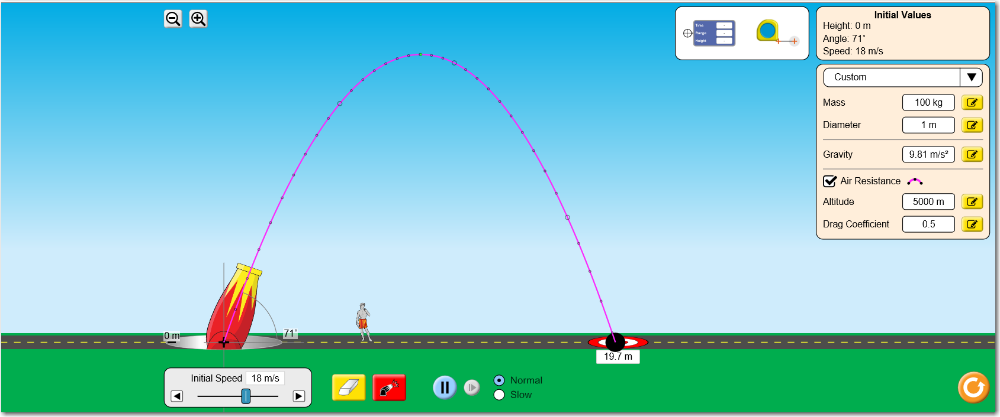 Time -
Range -
Height -
Initial Values
Height: 0 m
Angle: 71˚
Speed: 18 m/s
Custom
Mass 100 kg
Diameter 1 m
Gravity 9.81 m/s²
Air Resistance
Altitude 5000 m
Drag Coefficient 0.5
0 m
71˚
19.7 m
Initial Speed 18 m/s
Normal
Slow